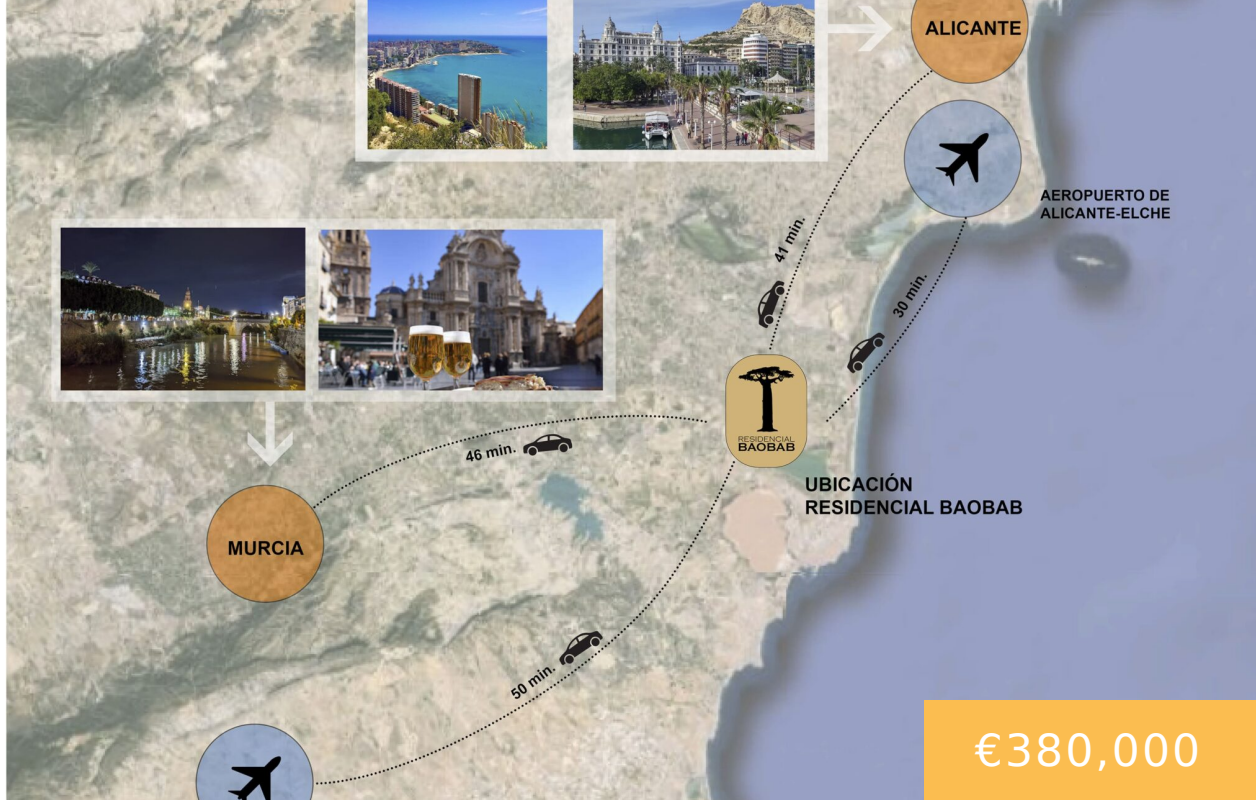 ALICANTE
AEROPUERTO DE
ALICANTE-ELCHE
41 min.
30 min.
RESIDENCIAL
BAOBAB
46 min.
UBICACIÓN
RESIDENCIAL BAOBAB
MURCIA
50 min.
€380,000